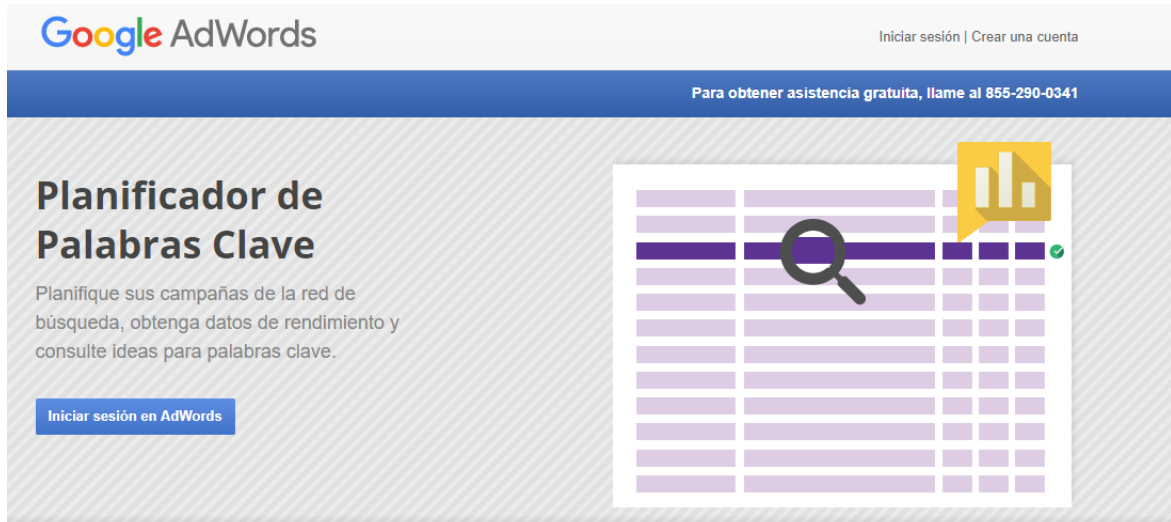 Google AdWords
Iniciar sesión | Crear una cuenta
Para obtener asistencia gratuita, llame al 855-290-0341
Planificador de
Palabras Clave
Planifique sus campañas de la red de
búsqueda, obtenga datos de rendimiento y
consulte ideas para palabras clave.
Iniciar sesión en AdWords